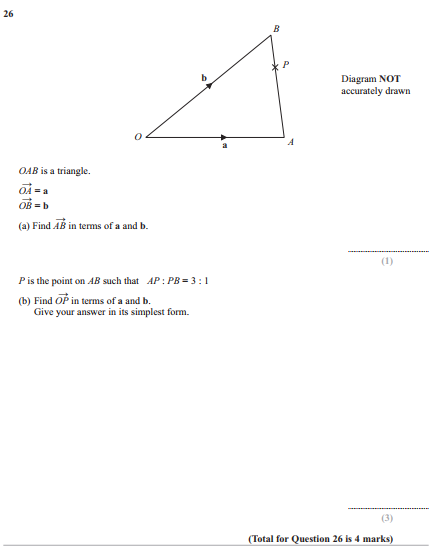 26
B
P
b
Diagram NOT
accurately drawn
O
a
A
OAB is a triangle.
OA = a
OB = b
(a) Find AB in terms of a and b.
(1)
P is the point on AB such that AP : PB = 3 : 1
(b) Find OP in terms of a and b.
Give your answer in its simplest form.
(3)
(Total for Question 26 is 4 marks)